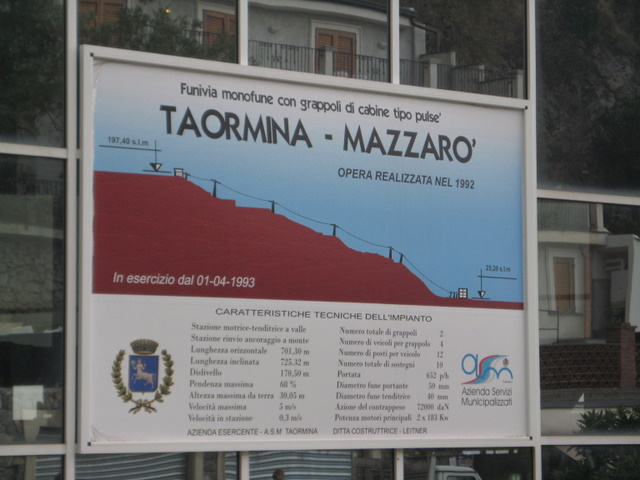 Funivia monofune con grappoli di cabine tipo pulse'
TAORMINA - MAZZARO'
OPERA REALIZZATA NEL 1992
197,40 s.l.m
In esercizio dal 01-04-1993
CARATTERISTICHE TECNICHE DELL'IMPIANTO
Stazione motrice-tenditrice a valle
Stazione rinvio ancoraggio a monte
Lunghezza orizzontale 701,30 m
Lunghezza inclinata 725.32 m
Dislivello 170,50 m
Pendenza massima 60 %
Altezza massima da terra 30,05 m
Velocità massima 5 m/s
Velocità in stazione 0,3 m/s
Numero totale di grappoli 2
Numero di veicoli per grappolo 4
Numero di posti per veicolo 12
Numero totale di sostegni 10
Portata 652 p/h
Diametro fune portante 50 mm
Diametro fune tenditrice 40 mm
Azione del contrappeso 72000 daN
Potenza motori principali 2 x 183 Kw
asm
Azienda Servizi
Municipalizzati
AZIENDA ESERCENTE - A.S.M TAORMINA DITTA COSTRUTTRICE - LEITNER